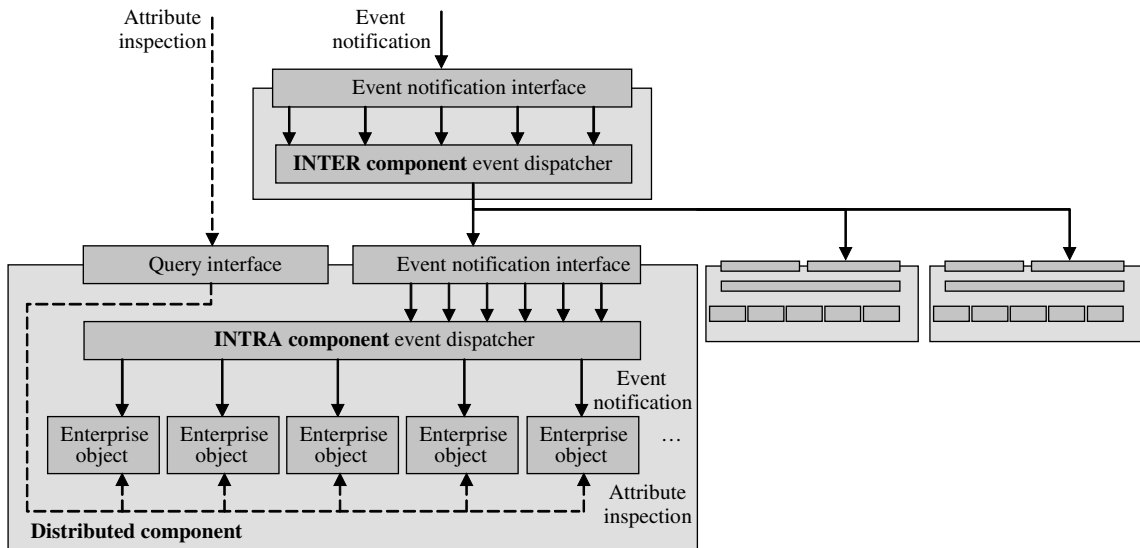 Attribute
inspection
Event
notification
Event notification interface
INTER component event dispatcher
Query interface
Event notification interface
INTRA component event dispatcher
Event
notification
Enterprise
object
Enterprise
object
Enterprise
object
Enterprise
object
Enterprise
object
…
Attribute
inspection
Distributed component